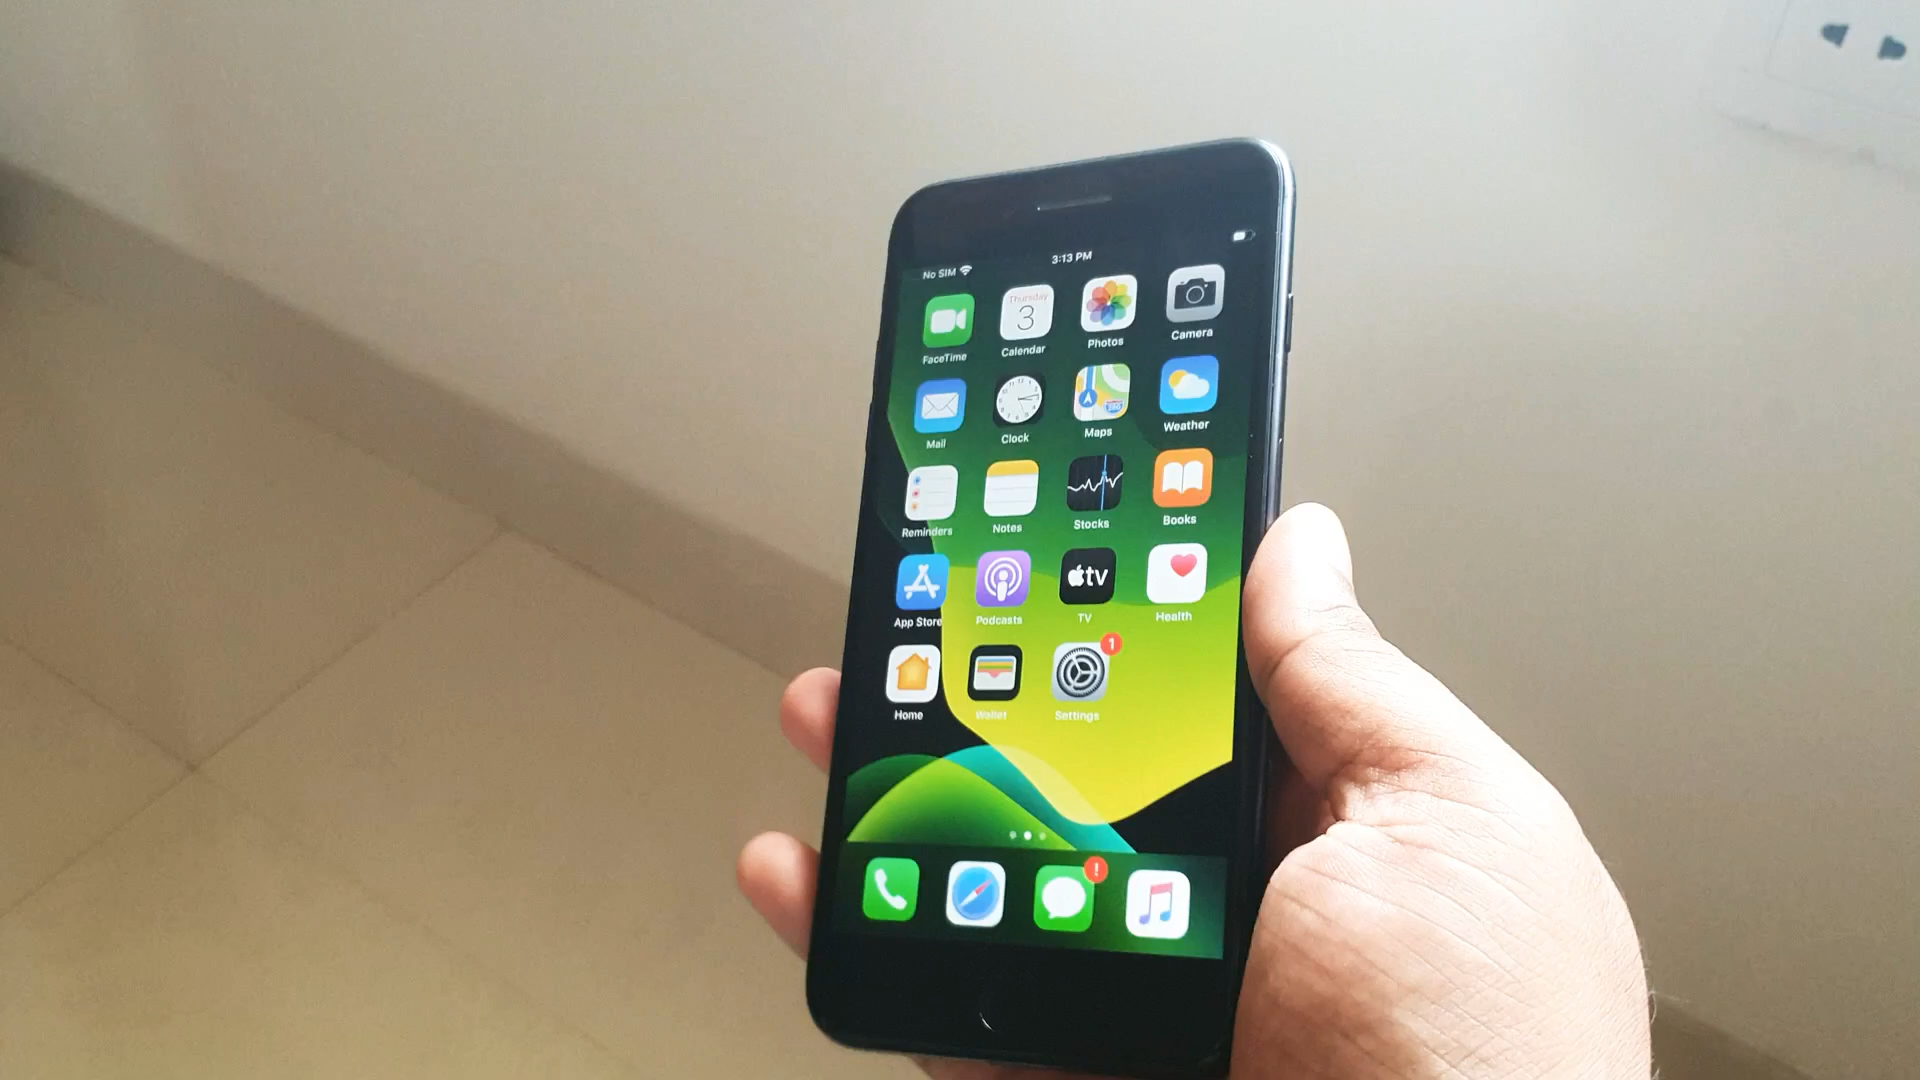 No SIM 3:13 PM
Thursday
3
FaceTime Calendar Photos Camera
Mail Clock Maps Weather
280
Reminders Notes Stocks Books
tv
App Store Podcasts TV Health
1
Home Wallet Settings
!